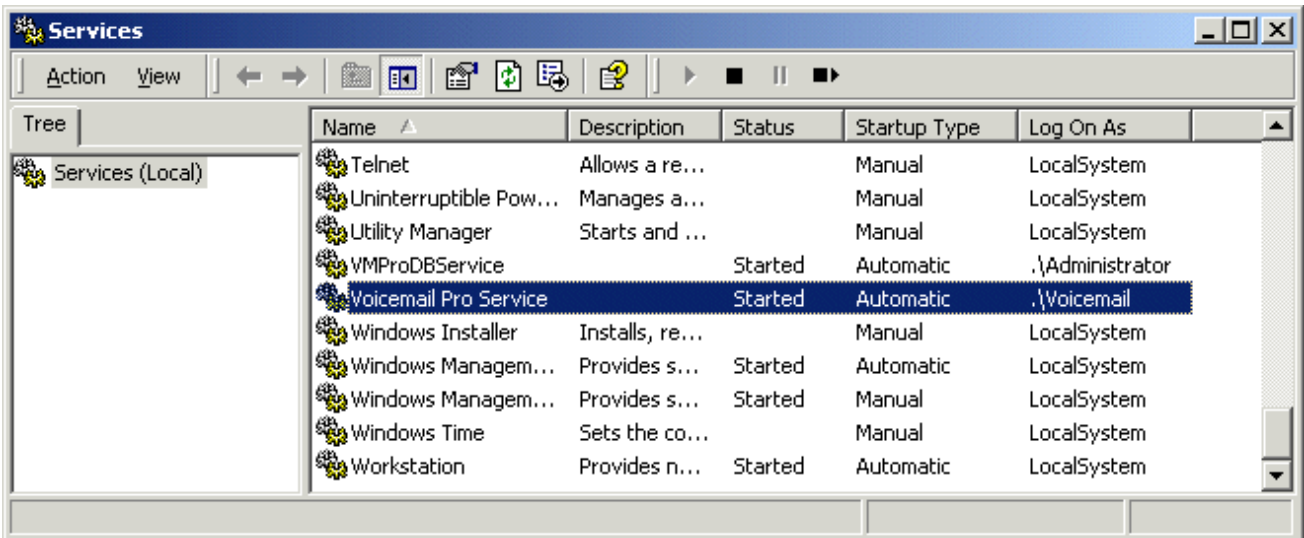 Services
Action View
Tree
Name Description Status Startup Type Log On As
Services (Local)
Telnet Allows a re... Manual LocalSystem
Uninterruptible Pow... Manages a... Manual LocalSystem
Utility Manager Starts and ... Manual LocalSystem
VMProDBService Started Automatic .\Administrator
Voicemail Pro Service Started Automatic .\Voicemail
Windows Installer Installs, re... Manual LocalSystem
Windows Managem... Provides s... Started Automatic LocalSystem
Windows Managem... Provides s... Started Manual LocalSystem
Windows Time Sets the co... Manual LocalSystem
Workstation Provides n... Started Automatic LocalSystem